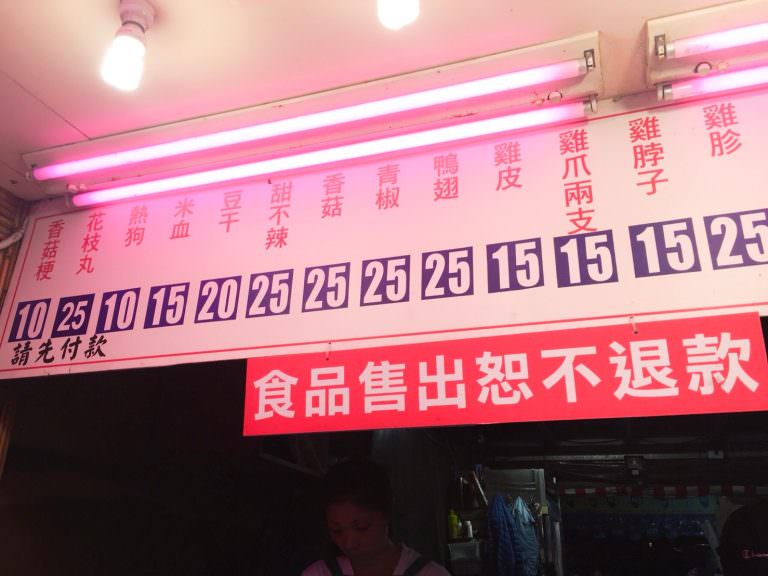 香菇梗
花枝丸
熱狗
米血
豆干
甜不辣
香菇
青椒
鴨翅
雞皮
雞爪兩支
雞脖子
雞胗
10 25 10 15 20 25 25 25 25 15 15 15 25
請先付款
食品售出恕不退款